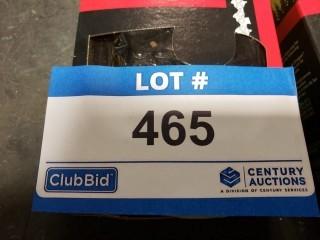 LOT #
465
ClubBid
CENTURY
AUCTIONS
A DIVISION OF CENTURY SERVICES